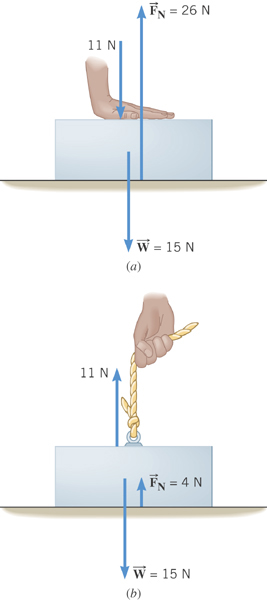 F⃗N = 26 N
11 N
W⃗ = 15 N
(a)
11 N
F⃗N = 4 N
W⃗ = 15 N
(b)